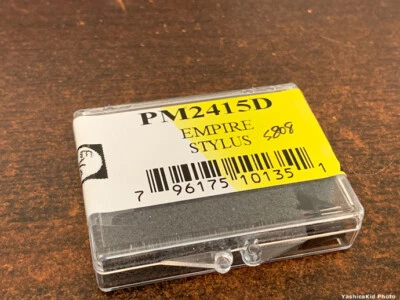 PM2415D
EMPIRE
STYLUS
S808
7 96175 10135 1
YashicaKid Photo